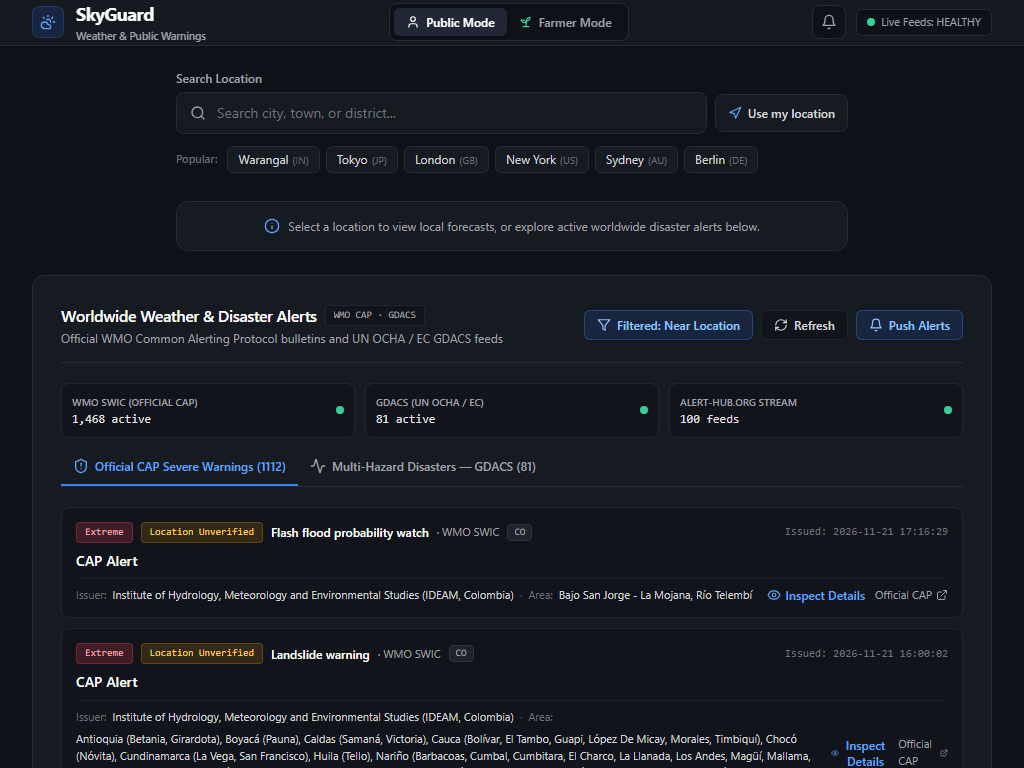 SkyGuard
Weather & Public Warnings
Public Mode
Farmer Mode
Live Feeds: HEALTHY
Search Location
Search city, town, or district...
Use my location
Popular:
Warangal (IN)
Tokyo (JP)
London (GB)
New York (US)
Sydney (AU)
Berlin (DE)
Select a location to view local forecasts, or explore active worldwide disaster alerts below.
Worldwide Weather & Disaster Alerts
WMO CAP · GDACS
Official WMO Common Alerting Protocol bulletins and UN OCHA / EC GDACS feeds
Filtered: Near Location
Refresh
Push Alerts
WMO SWIC (OFFICIAL CAP)
1,468 active
GDACS (UN OCHA / EC)
81 active
ALERT-HUB.ORG STREAM
100 feeds
Official CAP Severe Warnings (1112)
Multi-Hazard Disasters — GDACS (81)
Extreme
Location Unverified
Flash flood probability watch · WMO SWIC
CO
Issued: 2026-11-21 17:16:29
CAP Alert
Issuer: Institute of Hydrology, Meteorology and Environmental Studies (IDEAM, Colombia) · Area: Bajo San Jorge - La Mojana, Río Telembí
Inspect Details
Official CAP
Extreme
Location Unverified
Landslide warning · WMO SWIC
CO
Issued: 2026-11-21 16:00:02
CAP Alert
Issuer: Institute of Hydrology, Meteorology and Environmental Studies (IDEAM, Colombia) · Area:
Antioquia (Betania, Girardota), Boyacá (Pauna), Caldas (Samaná, Victoria), Cauca (Bolívar, El Tambo, Guapi, López De Micay, Morales, Timbiquí), Chocó
(Nóvita), Cundinamarca (La Vega, San Francisco), Huila (Tello), Nariño (Barbacoas, Cumbal, Cumbitara, El Charco, La Llanada, Los Andes, Magüí, Mallama,
Inspect
Details
Official
CAP